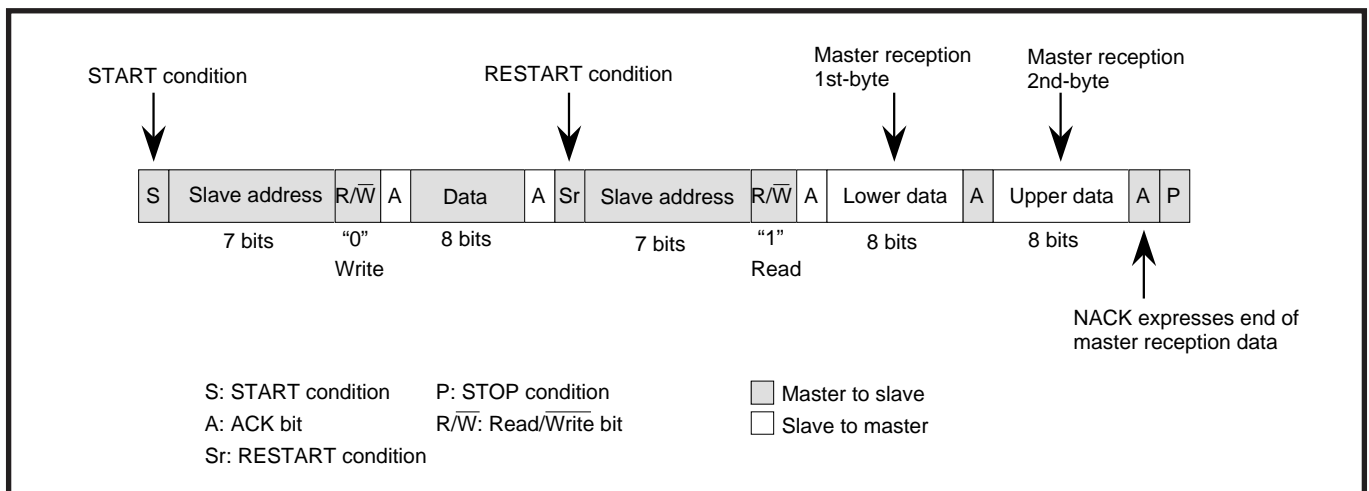 START condition
RESTART condition
Master reception
1st-byte
Master reception
2nd-byte
S Slave address R/W̅ A Data A Sr Slave address R/W̅ A Lower data A Upper data A P
7 bits “0” 8 bits 7 bits “1” 8 bits 8 bits
Write Read
NACK expresses end of
master reception data
S: START condition
A: ACK bit
Sr: RESTART condition
P: STOP condition
R/W̅: Read/W̅r̅i̅t̅e̅ bit
Master to slave
Slave to master